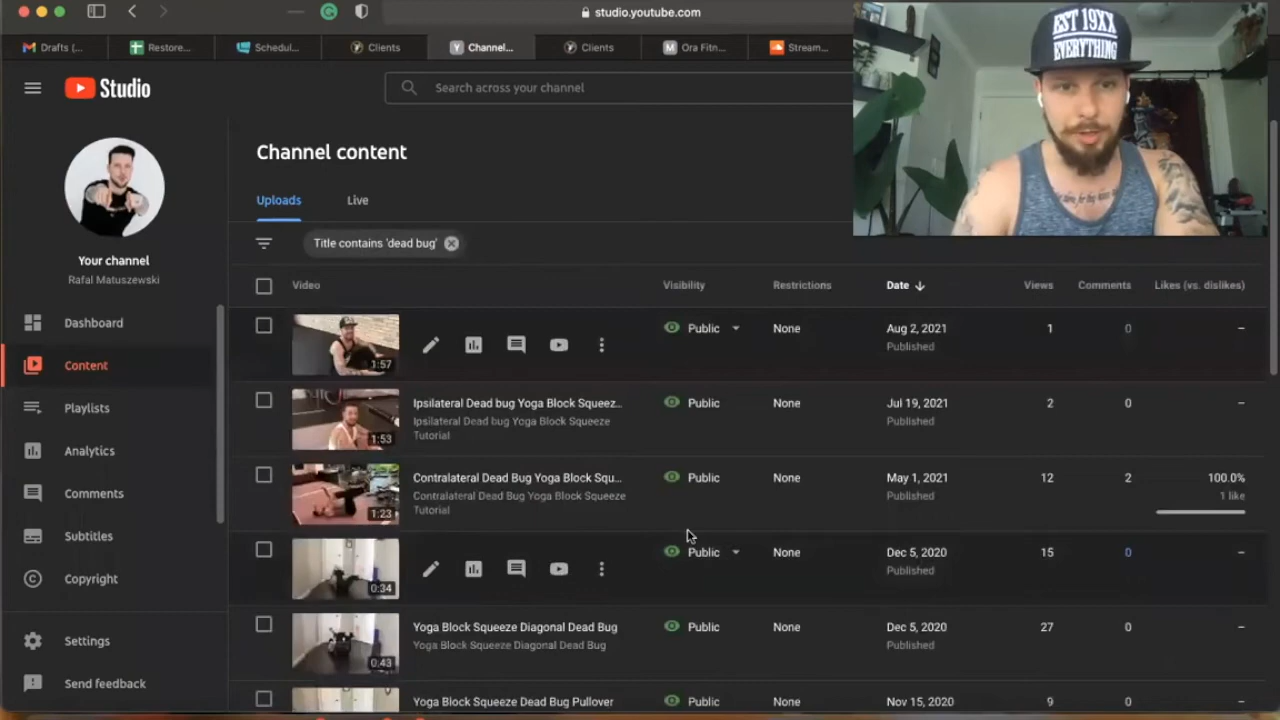 studio.youtube.com
Drafts (...
Restore...
Schedul...
Clients
Channel...
Clients
Ora Fitn...
Stream...
EST 19XX
EVERYTHING
Studio
Search across your channel
Your channel
Rafal Matuszewski
Dashboard
Content
Playlists
Analytics
Comments
Subtitles
Copyright
Settings
Send feedback
Channel content
Uploads
Live
Title contains 'dead bug'
Video
Visibility
Restrictions
Date
Views
Comments
Likes (vs. dislikes)
1:57
Public
None
Aug 2, 2021
Published
1
0
–
1:53
Ipsilateral Dead bug Yoga Block Squeez...
Ipsilateral Dead bug Yoga Block Squeeze
Tutorial
Public
None
Jul 19, 2021
Published
2
0
–
1:23
Contralateral Dead Bug Yoga Block Squ...
Contralateral Dead Bug Yoga Block Squeeze
Tutorial
Public
None
May 1, 2021
Published
12
2
100.0%
1 like
0:34
Public
None
Dec 5, 2020
Published
15
0
–
0:43
Yoga Block Squeeze Diagonal Dead Bug
Yoga Block Squeeze Diagonal Dead Bug
Public
None
Dec 5, 2020
Published
27
0
–
Yoga Block Squeeze Dead Bug Pullover
Public
None
Nov 15, 2020
9
0
–